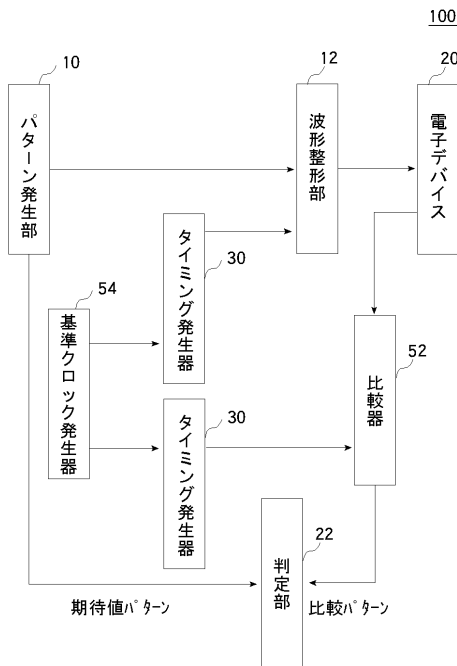 100
10
パターン発生部
12
波形整形部
20
電子デバイス
タイミング発生器
30
54
基準クロック発生器
52
比較器
タイミング発生器
30
22
判定部
期待値パターン
比較パターン